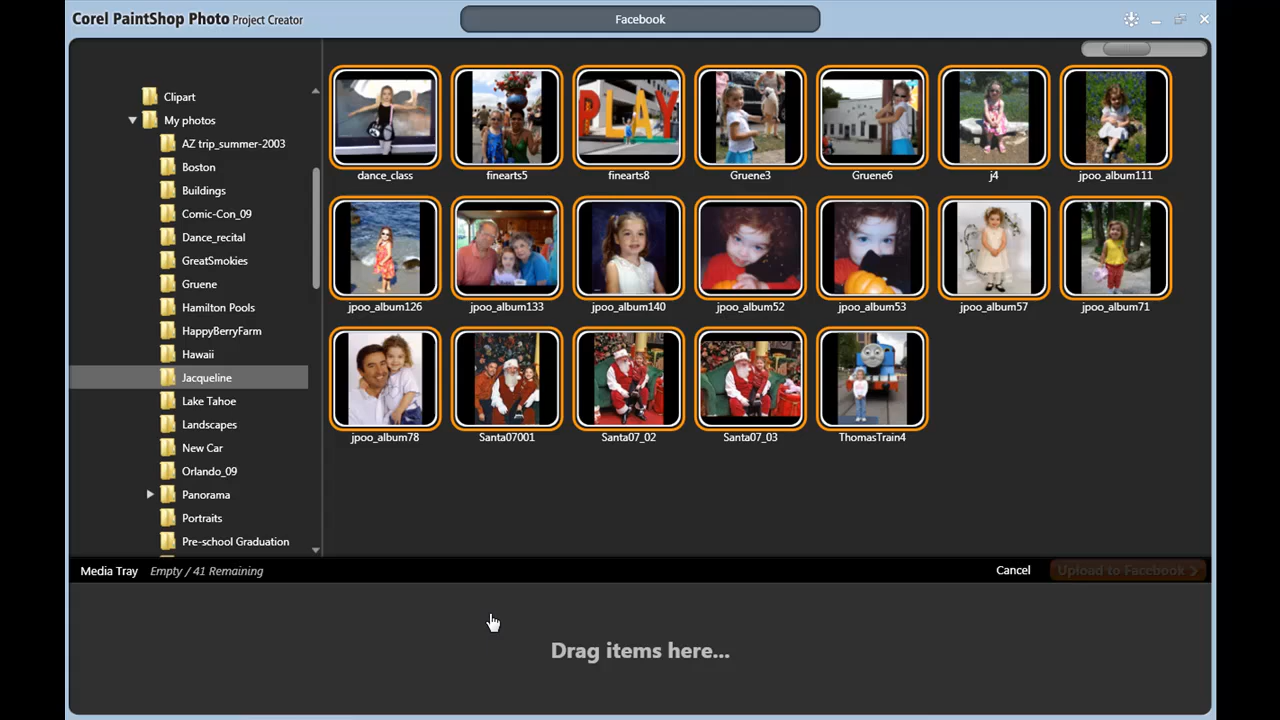 Corel PaintShop Photo Project Creator
Facebook
Clipart
My photos
AZ trip_summer-2003
Boston
Buildings
Comic-Con_09
Dance_recital
GreatSmokies
Gruene
Hamilton Pools
HappyBerryFarm
Hawaii
Jacqueline
Lake Tahoe
Landscapes
New Car
Orlando_09
Panorama
Portraits
Pre-school Graduation
PLAY
dance_class
finearts5
finearts8
Gruene3
Gruene6
j4
jpoo_album111
jpoo_album126
jpoo_album133
jpoo_album140
jpoo_album52
jpoo_album53
jpoo_album57
jpoo_album71
jpoo_album78
Santa07001
Santa07_02
Santa07_03
ThomasTrain4
Media Tray Empty / 41 Remaining
Cancel
Upload to Facebook
Drag items here...